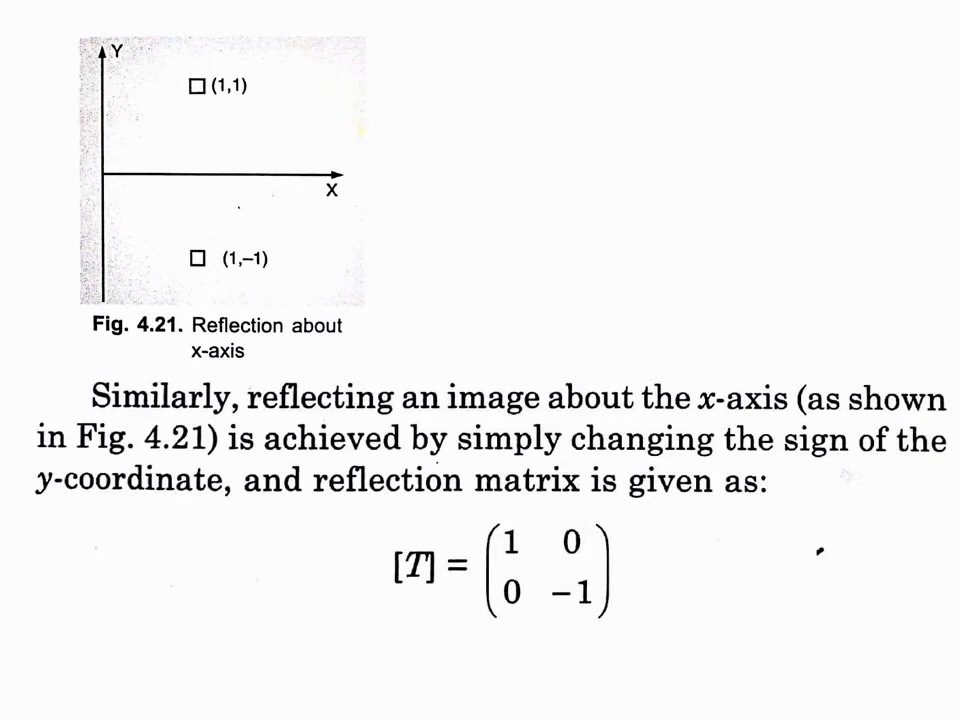 Y
(1,1)
X
(1,–1)
Fig. 4.21. Reflection about
x-axis
Similarly, reflecting an image about the x-axis (as shown
in Fig. 4.21) is achieved by simply changing the sign of the
y-coordinate, and reflection matrix is given as:
[T] = (1 0
0 –1)